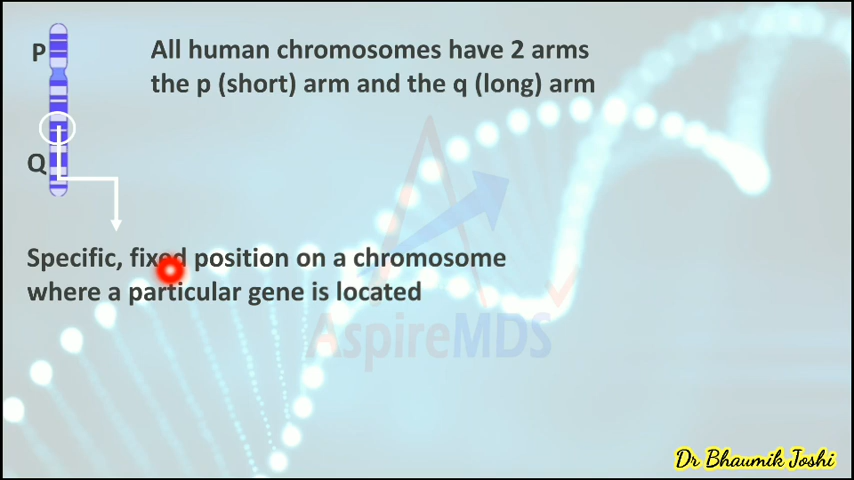 P
All human chromosomes have 2 arms
the p (short) arm and the q (long) arm
Q
Specific, fixed position on a chromosome
where a particular gene is located
AspireMDS
Dr Bhaumik Joshi